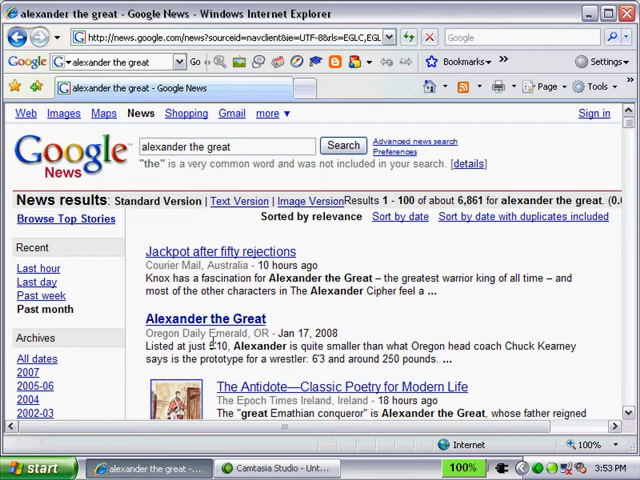 alexander the great - Google News - Windows Internet Explorer
http://news.google.com/news?sourceid=navclient&ie=UTF-8&rls=EGLC,EGL
Google
Google
alexander the great
Go
Bookmarks
Settings
alexander the great - Google News
Page
Tools
Web Images Maps News Shopping Gmail more ▼
Sign in
Google News
alexander the great
Search
Advanced news search
Preferences
"the" is a very common word and was not included in your search. [details]
News results: Standard Version | Text Version | Image Version Results 1 - 100 of about 6,861 for alexander the great. (0.0
Browse Top Stories
Sorted by relevance Sort by date Sort by date with duplicates included
Recent
Last hour
Last day
Past week
Past month
Archives
All dates
2007
2005-06
2004
2002-03
Jackpot after fifty rejections
Courier Mail, Australia - 10 hours ago
Knox has a fascination for Alexander the Great – the greatest warrior king of all time – and
most of the other characters in The Alexander Cipher feel a ...
Alexander the Great
Oregon Daily Emerald, OR - Jan 17, 2008
Listed at just 5:10, Alexander is quite smaller than what Oregon head coach Chuck Kearney
says is the prototype for a wrestler: 6'3 and around 250 pounds. ...
The Antidote—Classic Poetry for Modern Life
The Epoch Times Ireland, Ireland - 18 hours ago
The "great Emathian conqueror" is Alexander the Great, whose father reigned
Internet
100%
start
alexander the great -...
Camtasia Studio - Unt...
100%
3:53 PM